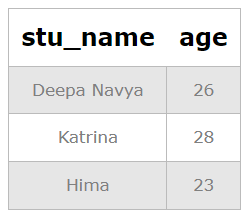 stu_name age
Deepa Navya 26
Katrina 28
Hima 23